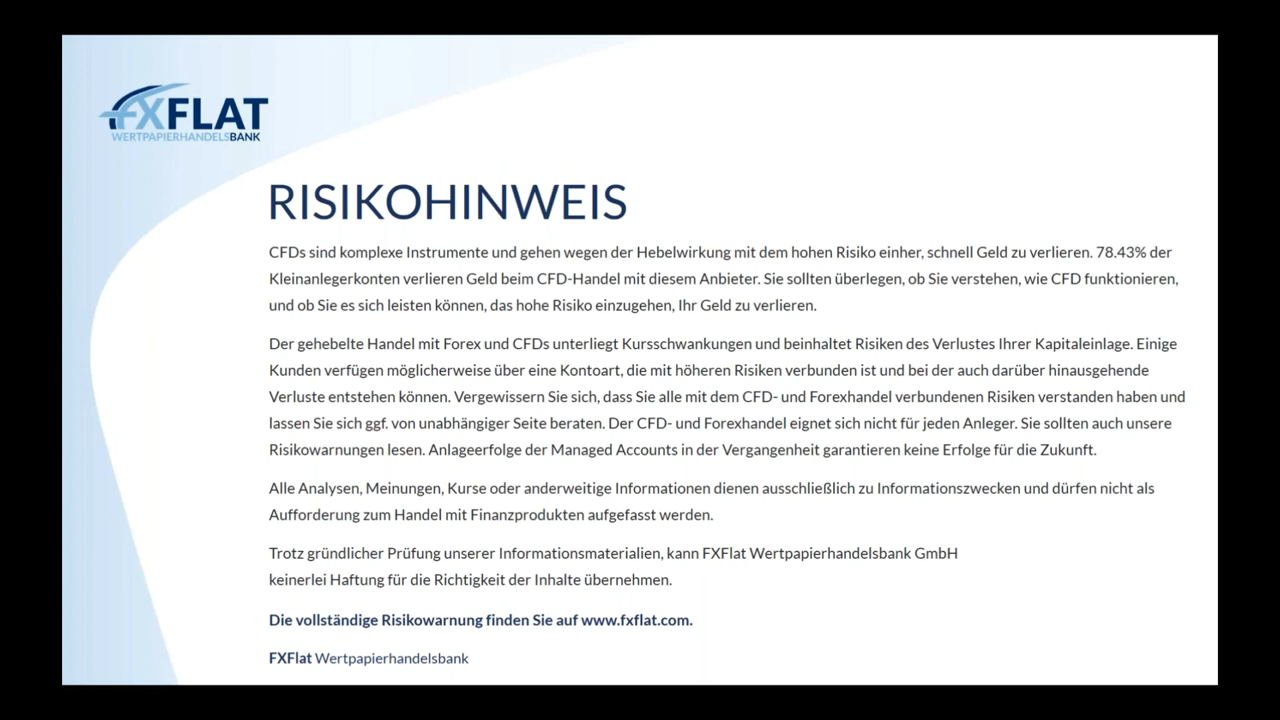 FXFLAT
WERTPAPIERHANDELSBANK
RISIKOHINWEIS
CFDs sind komplexe Instrumente und gehen wegen der Hebelwirkung mit dem hohen Risiko einher, schnell Geld zu verlieren. 78.43% der
Kleinanlegerkonten verlieren Geld beim CFD-Handel mit diesem Anbieter. Sie sollten überlegen, ob Sie verstehen, wie CFD funktionieren,
und ob Sie es sich leisten können, das hohe Risiko einzugehen, Ihr Geld zu verlieren.
Der gehebelte Handel mit Forex und CFDs unterliegt Kursschwankungen und beinhaltet Risiken des Verlustes Ihrer Kapitaleinlage. Einige
Kunden verfügen möglicherweise über eine Kontoart, die mit höheren Risiken verbunden ist und bei der auch darüber hinausgehende
Verluste entstehen können. Vergewissern Sie sich, dass Sie alle mit dem CFD- und Forexhandel verbundenen Risiken verstanden haben und
lassen Sie sich ggf. von unabhängiger Seite beraten. Der CFD- und Forexhandel eignet sich nicht für jeden Anleger. Sie sollten auch unsere
Risikowarnungen lesen. Anlageerfolge der Managed Accounts in der Vergangenheit garantieren keine Erfolge für die Zukunft.
Alle Analysen, Meinungen, Kurse oder anderweitige Informationen dienen ausschließlich zu Informationszwecken und dürfen nicht als
Aufforderung zum Handel mit Finanzprodukten aufgefasst werden.
Trotz gründlicher Prüfung unserer Informationsmaterialien, kann FXFlat Wertpapierhandelsbank GmbH
keinerlei Haftung für die Richtigkeit der Inhalte übernehmen.
Die vollständige Risikowarnung finden Sie auf www.fxflat.com.
FXFlat Wertpapierhandelsbank